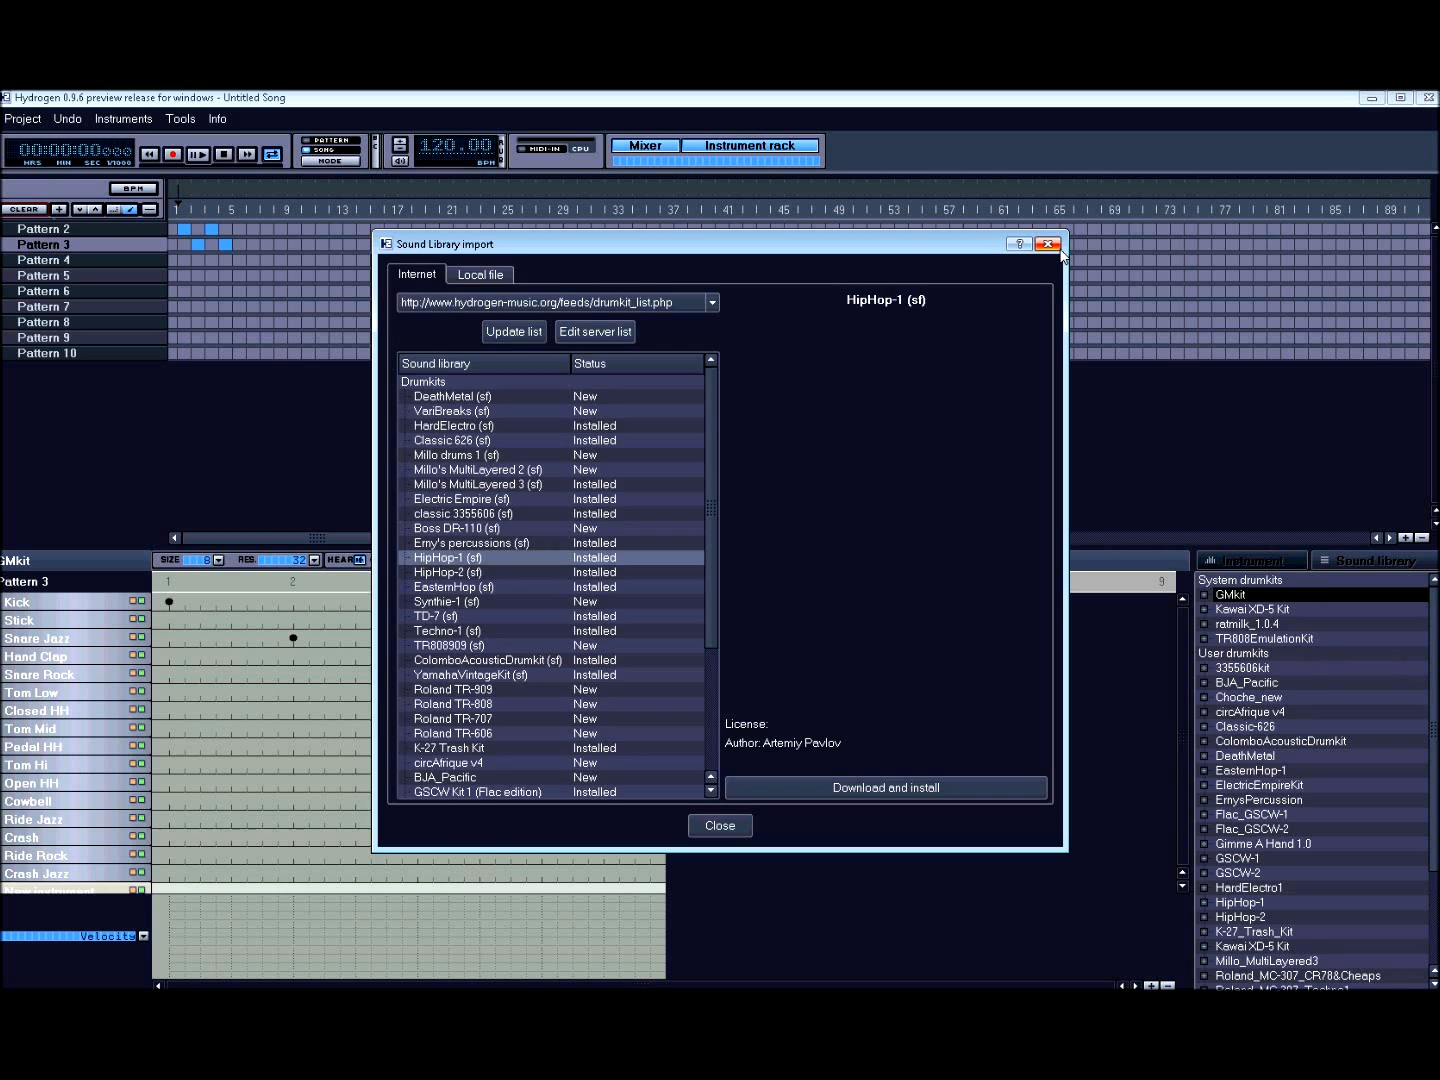 Hydrogen 0.9.6 preview release for windows - Untitled Song
Project Undo Instruments Tools Info
00:00:00:000
HRS MIN SEC 1/1000
PATTERN
SONG
MODE
120.00
BPM
MIDI-IN CPU
Mixer Instrument rack
BPM
CLEAR
1 5 9 13 17 21 25 29 33 37 41 45 49 53 57 61 65 69 73 77 81 85 89
Pattern 2
Pattern 3
Pattern 4
Pattern 5
Pattern 6
Pattern 7
Pattern 8
Pattern 9
Pattern 10
Sound Library import
Internet Local file
http://www.hydrogen-music.org/feeds/drumkit_list.php
Update list Edit server list
HipHop-1 (sf)
Sound library Status
Drumkits
DeathMetal (sf) New
VariBreaks (sf) New
HardElectro (sf) Installed
Classic 626 (sf) Installed
Millo drums 1 (sf) New
Millo's MultiLayered 2 (sf) New
Millo's MultiLayered 3 (sf) Installed
Electric Empire (sf) Installed
classic 3355606 (sf) Installed
Boss DR-110 (sf) New
Erny's percussions (sf) Installed
HipHop-1 (sf) Installed
HipHop-2 (sf) Installed
EasternHop (sf) Installed
Synthie-1 (sf) New
TD-7 (sf) Installed
Techno-1 (sf) Installed
TR808909 (sf) New
ColomboAcousticDrumkit (sf) Installed
YamahaVintageKit (sf) Installed
Roland TR-909 New
Roland TR-808 New
Roland TR-707 New
Roland TR-606 New
K-27 Trash Kit Installed
circAfrique v4 New
BJA_Pacific New
GSCW Kit 1 (Flac edition) Installed
License:
Author: Artemiy Pavlov
Download and install
Close
GMkit
SIZE 8 RES. 32 HEAR
Pattern 3
1 2 9
Kick
Stick
Snare Jazz
Hand Clap
Snare Rock
Tom Low
Closed HH
Tom Mid
Pedal HH
Tom Hi
Open HH
Cowbell
Ride Jazz
Crash
Ride Rock
Crash Jazz
New instrument
Velocity
Instrument Sound library
System drumkits
GMkit
Kawai XD-5 Kit
ratmilk_1.0.4
TR808EmulationKit
User drumkits
3355606kit
BJA_Pacific
Choche_new
circAfrique v4
Classic-626
ColomboAcousticDrumkit
DeathMetal
EasternHop-1
ElectricEmpireKit
ErnysPercussion
Flac_GSCW-1
Flac_GSCW-2
Gimme A Hand 1.0
GSCW-1
GSCW-2
HardElectro1
HipHop-1
HipHop-2
K-27_Trash_Kit
Kawai XD-5 Kit
Millo_MultiLayered3
Roland_MC-307_CR78&Cheaps
Roland_MC-307_Techno1